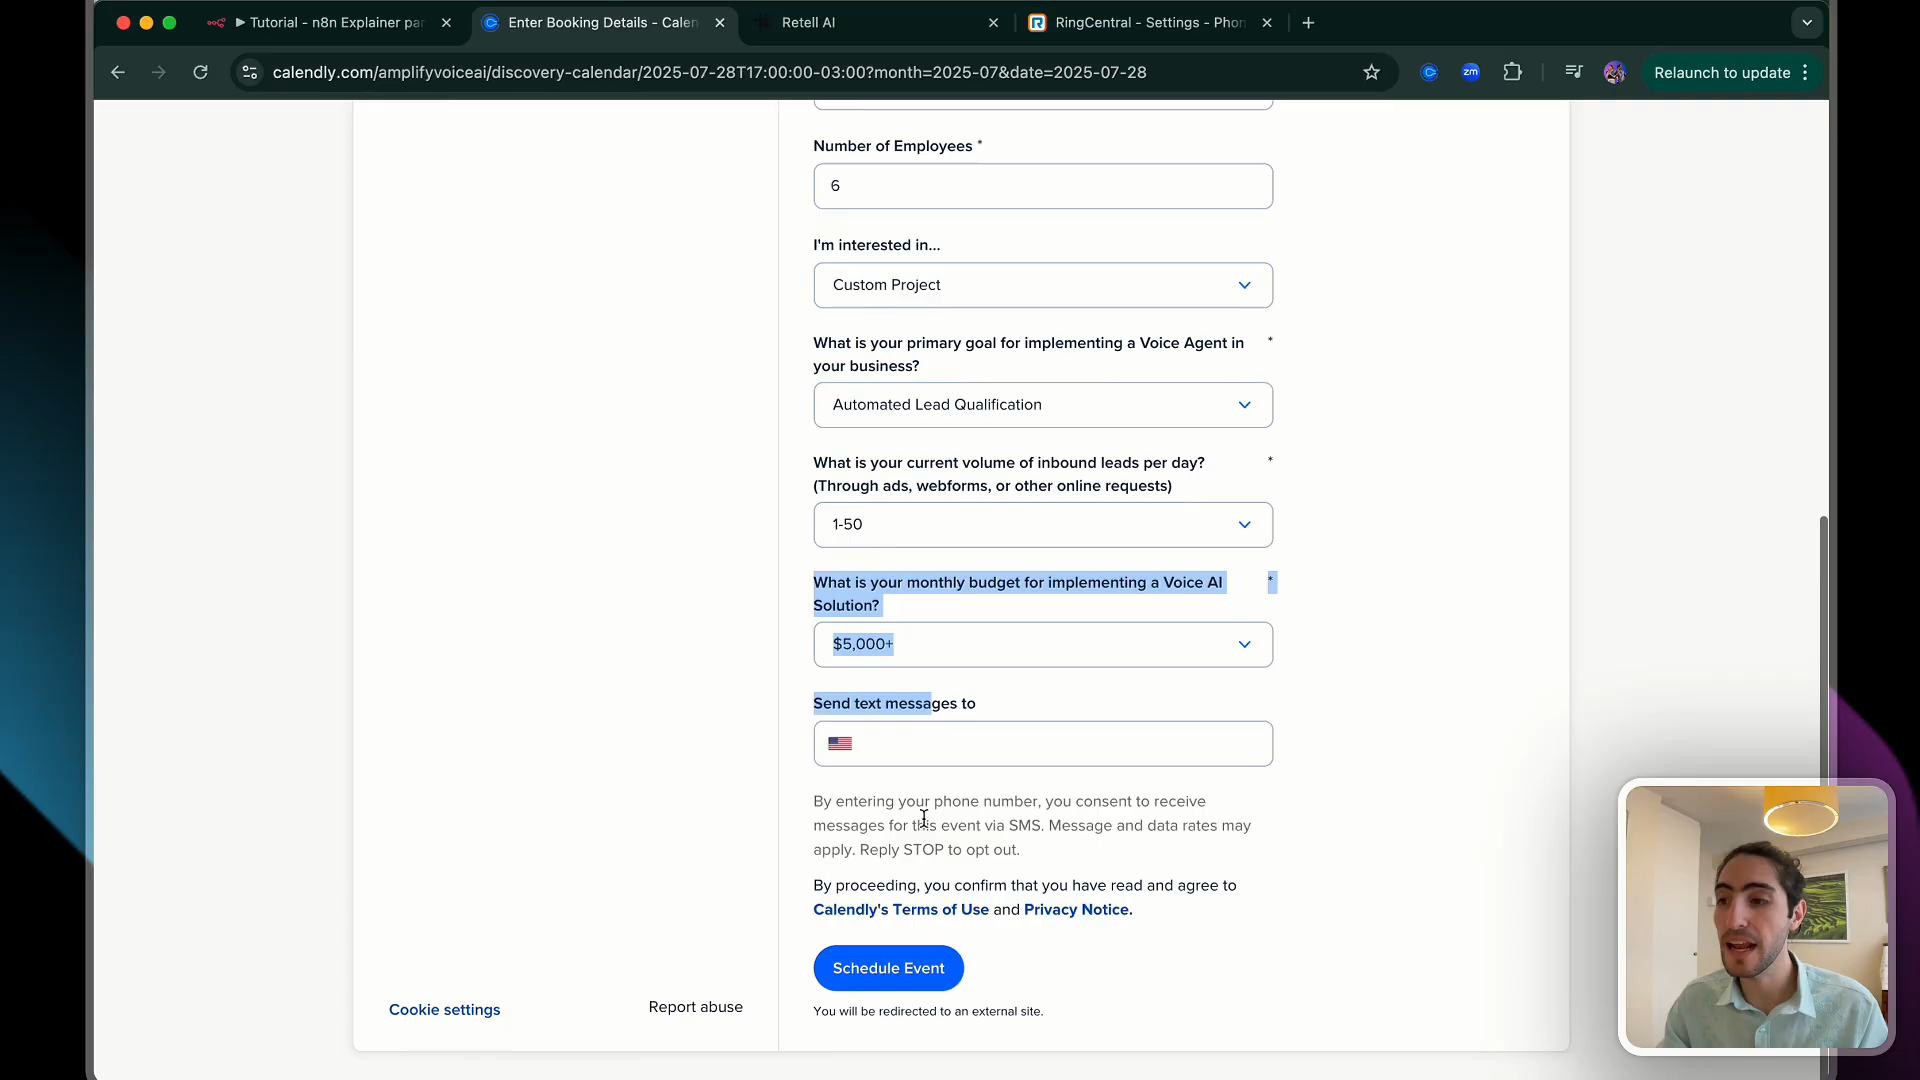 Tutorial - n8n Explainer par
Enter Booking Details - Calen
Retell AI
RingCentral - Settings - Phon
calendly.com/amplifyvoiceai/discovery-calendar/2025-07-28T17:00:00-03:00?month=2025-07&date=2025-07-28
zm
Relaunch to update
Number of Employees *
6
I'm interested in...
Custom Project
What is your primary goal for implementing a Voice Agent in *
your business?
Automated Lead Qualification
What is your current volume of inbound leads per day? *
(Through ads, webforms, or other online requests)
1-50
What is your monthly budget for implementing a Voice AI *
Solution?
$5,000+
Send text messages to
By entering your phone number, you consent to receive
messages for this event via SMS. Message and data rates may
apply. Reply STOP to opt out.
By proceeding, you confirm that you have read and agree to
Calendly's Terms of Use and Privacy Notice.
Schedule Event
You will be redirected to an external site.
Cookie settings
Report abuse